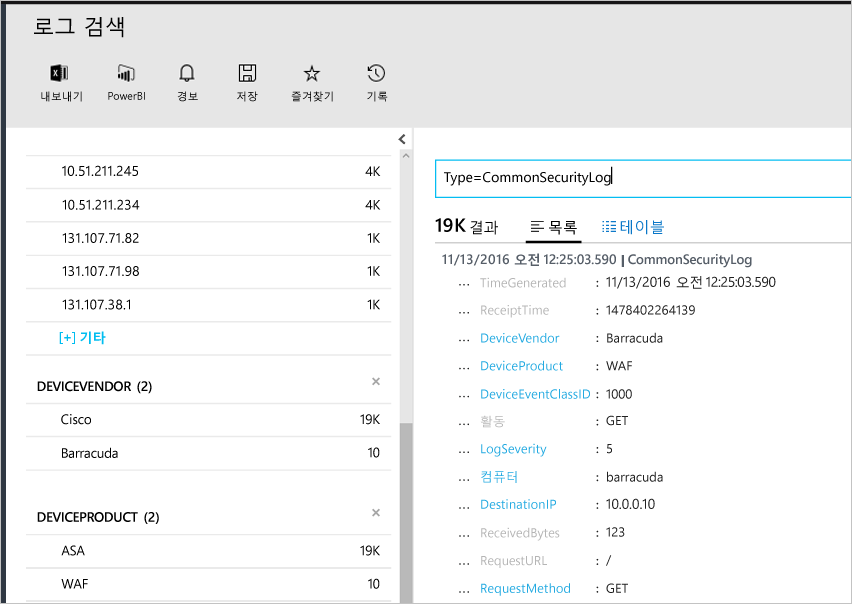 로그 검색
내보내기 PowerBI 경보 저장 즐겨찾기 기록
10.51.211.245 4K
10.51.211.234 4K
131.107.71.82 1K
131.107.71.98 1K
131.107.38.1 1K
[+] 기타
DEVICEVENDOR (2)
Cisco 19K
Barracuda 10
DEVICEPRODUCT (2)
ASA 19K
WAF 10
Type=CommonSecurityLog
19K 결과 목록 테이블
11/13/2016 오전 12:25:03.590 | CommonSecurityLog
... TimeGenerated : 11/13/2016 오전 12:25:03.590
... ReceiptTime : 1478402264139
... DeviceVendor : Barracuda
... DeviceProduct : WAF
... DeviceEventClassID : 1000
... 활동 : GET
... LogSeverity : 5
... 컴퓨터 : barracuda
... DestinationIP : 10.0.0.10
... ReceivedBytes : 123
... RequestURL : /
... RequestMethod : GET